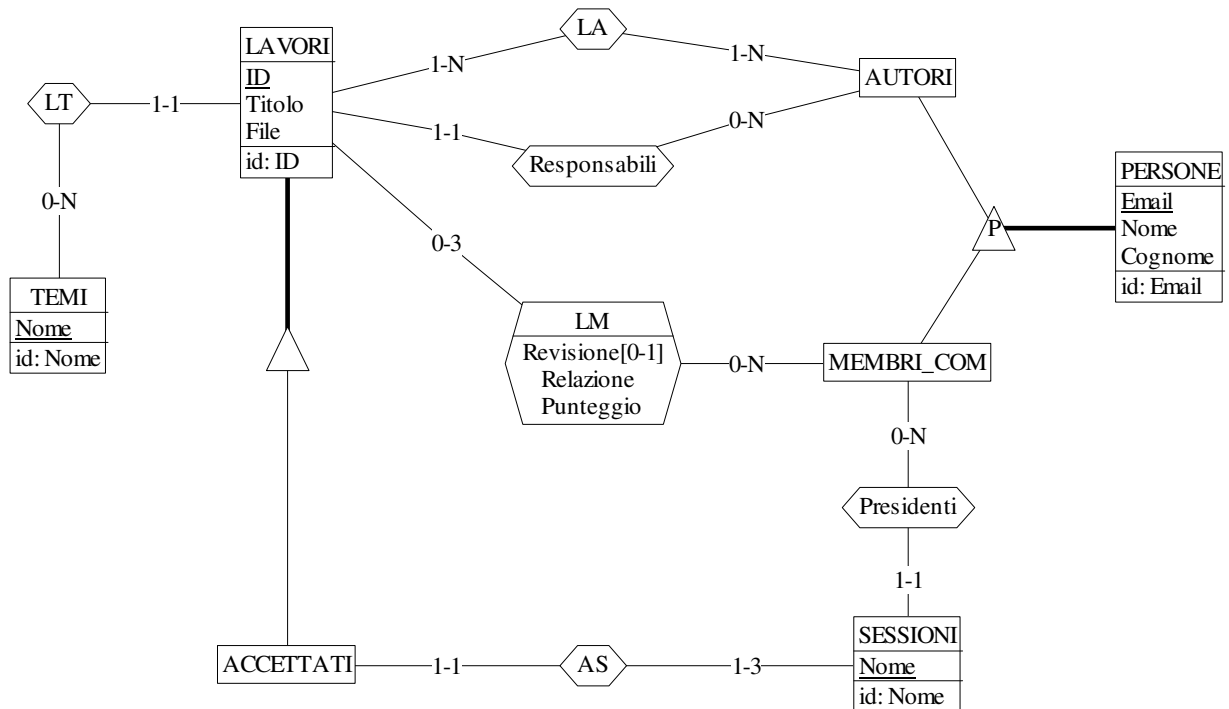 LAVORI
ID
Titolo
File
id: ID
LA
1-N
1-N
AUTORI
LT
1-1
1-1
0-N
Responsabili
PERSONE
Email
Nome
Cognome
id: Email
P
0-N
0-3
TEMI
Nome
id: Nome
LM
Revisione[0-1]
Relazione
Punteggio
0-N
MEMBRI_COM
0-N
Presidenti
1-1
SESSIONI
Nome
id: Nome
ACCETTATI
1-1
AS
1-3